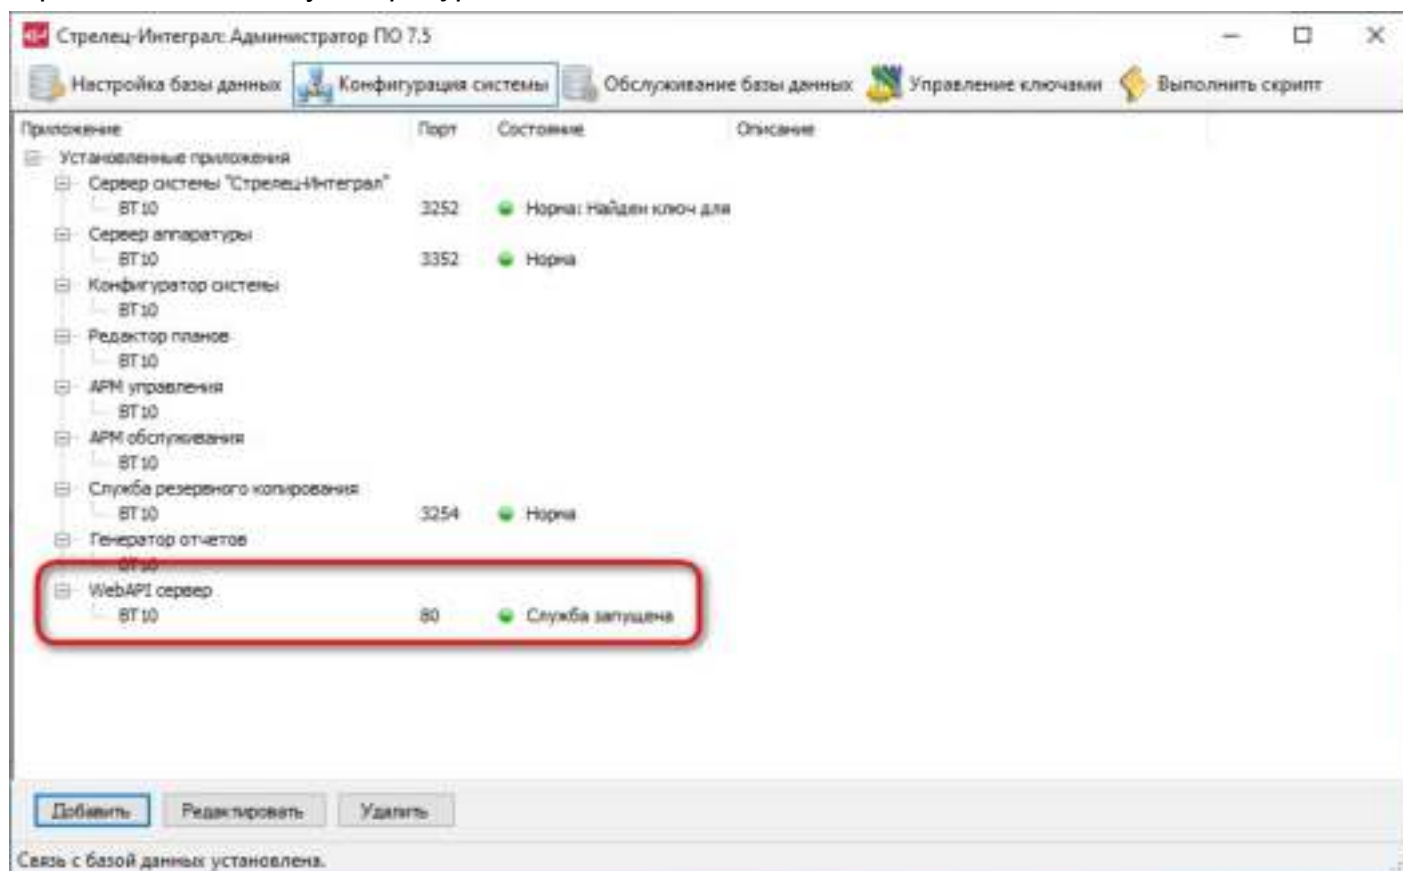 Стрелец-Интеграл: Администратор ПО 7.5
Настройка базы данных Конфигурация системы Обслуживание базы данных Управление ключами Выполнить скрипт
Приложение Порт Состояние Описание
Установленные приложения
Сервер системы "Стрелец-Интеграл"
BT10 3252 Норма: Найден ключ для
Сервер аппаратуры
BT10 3352 Норма
Конфигуратор системы
BT10
Редактор планов
BT10
АРМ управления
BT10
АРМ обслуживания
BT10
Служба резервного копирования
BT10 3254 Норма
Генератор отчетов
BT10
WebAPI сервер
BT10 80 Служба запущена
Добавить Редактировать Удалить
Связь с базой данных установлена.